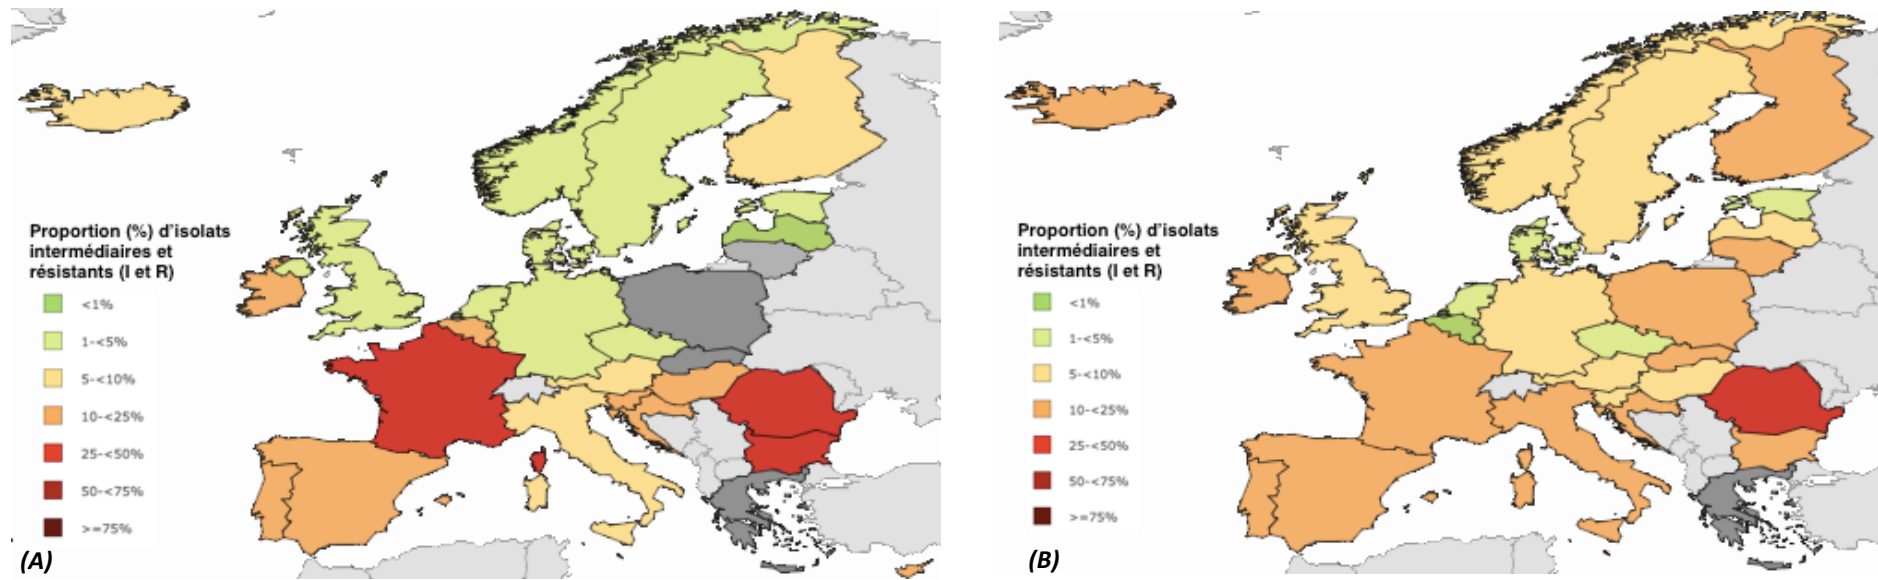 Proportion (%) d'isolats
intermédiaires et
résistants (I et R)
<1%
1-<5%
5-<10%
10-<25%
25-<50%
50-<75%
>=75%
(A)
Proportion (%) d'isolats
intermédiaires et
résistants (I et R)
<1%
1-<5%
5-<10%
10-<25%
25-<50%
50-<75%
>=75%
(B)